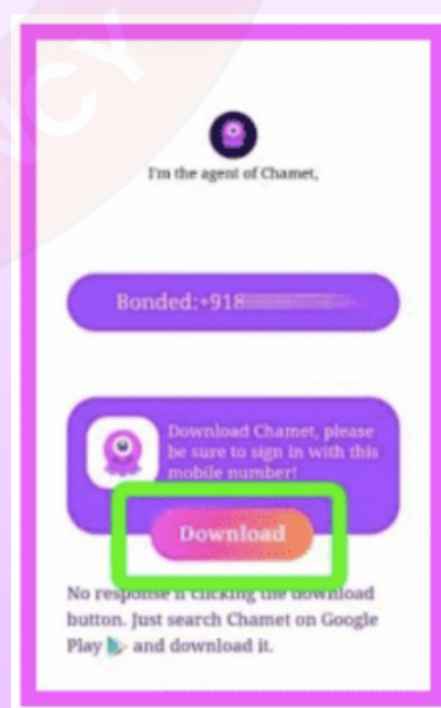 NCY
I'm the agent of Chamet,
Bonded:+918
Download Chamet, please
be sure to sign in with this
mobile number!
Download
No response if clicking the download
button. Just search Chamet on Google
Play and download it.